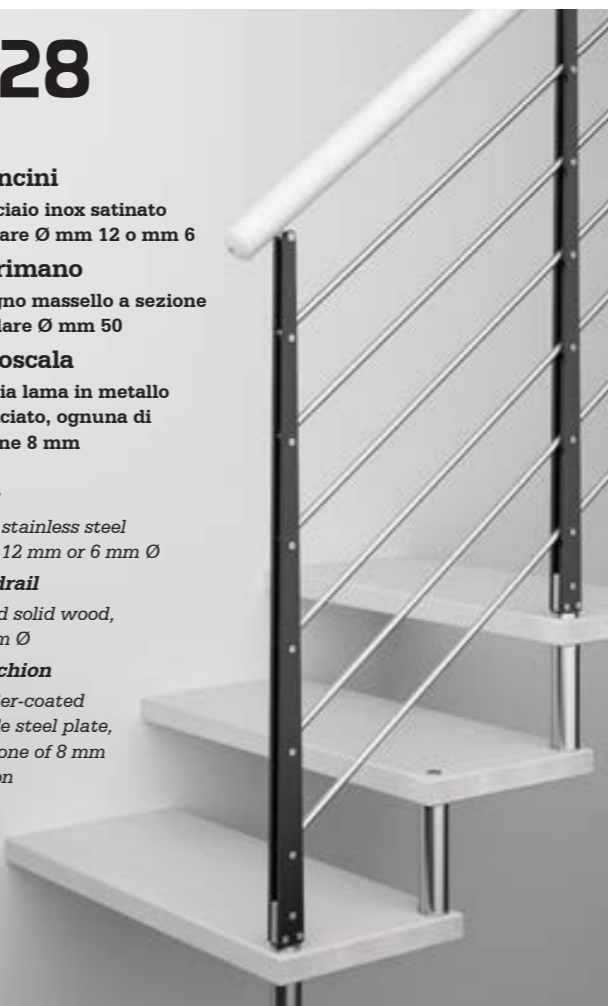 28
ncini
ciaio inox satinato
are Ø mm 12 o mm 6
rimano
gno massello a sezione
lare Ø mm 50
oscala
ia lama in metallo
ciato, ognuna di
ne 8 mm
stainless steel
12 mm or 6 mm Ø
drail
d solid wood,
m Ø
chion
er-coated
le steel plate,
one of 8 mm
on